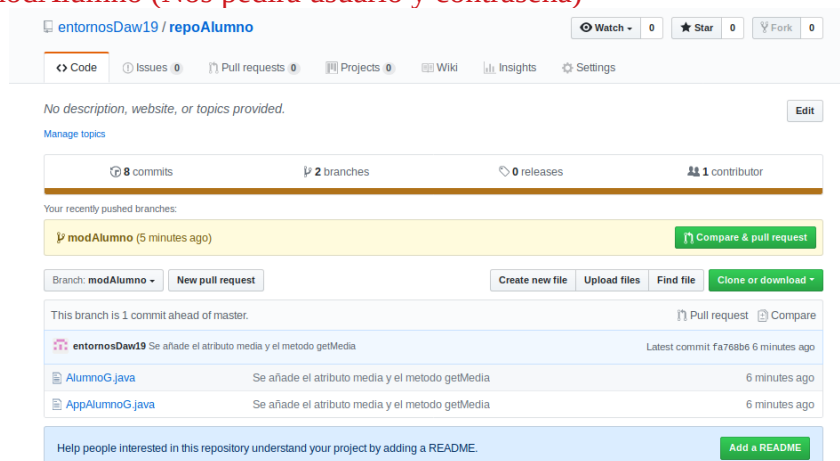 modAlumno (Nos pedirá usuario y contraseña)
entornosDaw19 / repoAlumno
Watch 0 Star 0 Fork 0
Code Issues 0 Pull requests 0 Projects 0 Wiki Insights Settings
No description, website, or topics provided. Edit
Manage topics
8 commits 2 branches 0 releases 1 contributor
Your recently pushed branches:
modAlumno (5 minutes ago) Compare & pull request
Branch: modAlumno New pull request Create new file Upload files Find file Clone or download
This branch is 1 commit ahead of master. Pull request Compare
entornosDaw19 Se añade el atributo media y el metodo getMedia Latest commit fa768b6 6 minutes ago
AlumnoG.java Se añade el atributo media y el metodo getMedia 6 minutes ago
AppAlumnoG.java Se añade el atributo media y el metodo getMedia 6 minutes ago
Help people interested in this repository understand your project by adding a README. Add a README